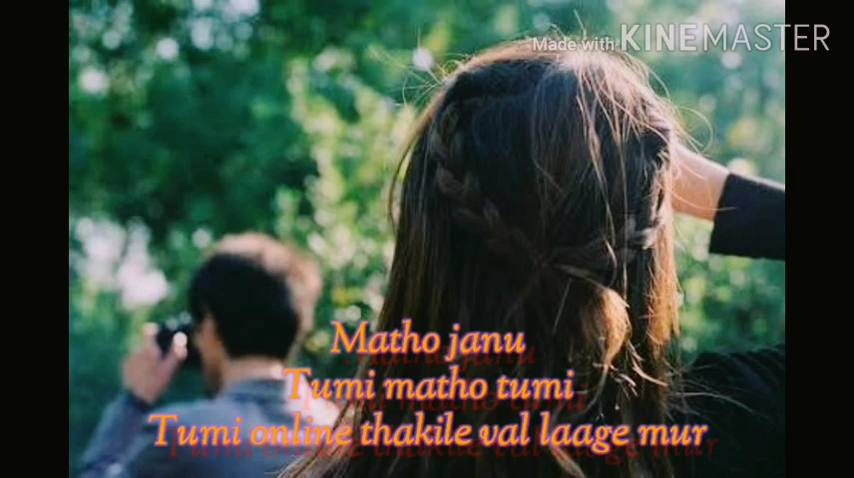 Made with KINEMASTER
Matho janu
Tumi matho tumi
Tumi online thakile val laage mur